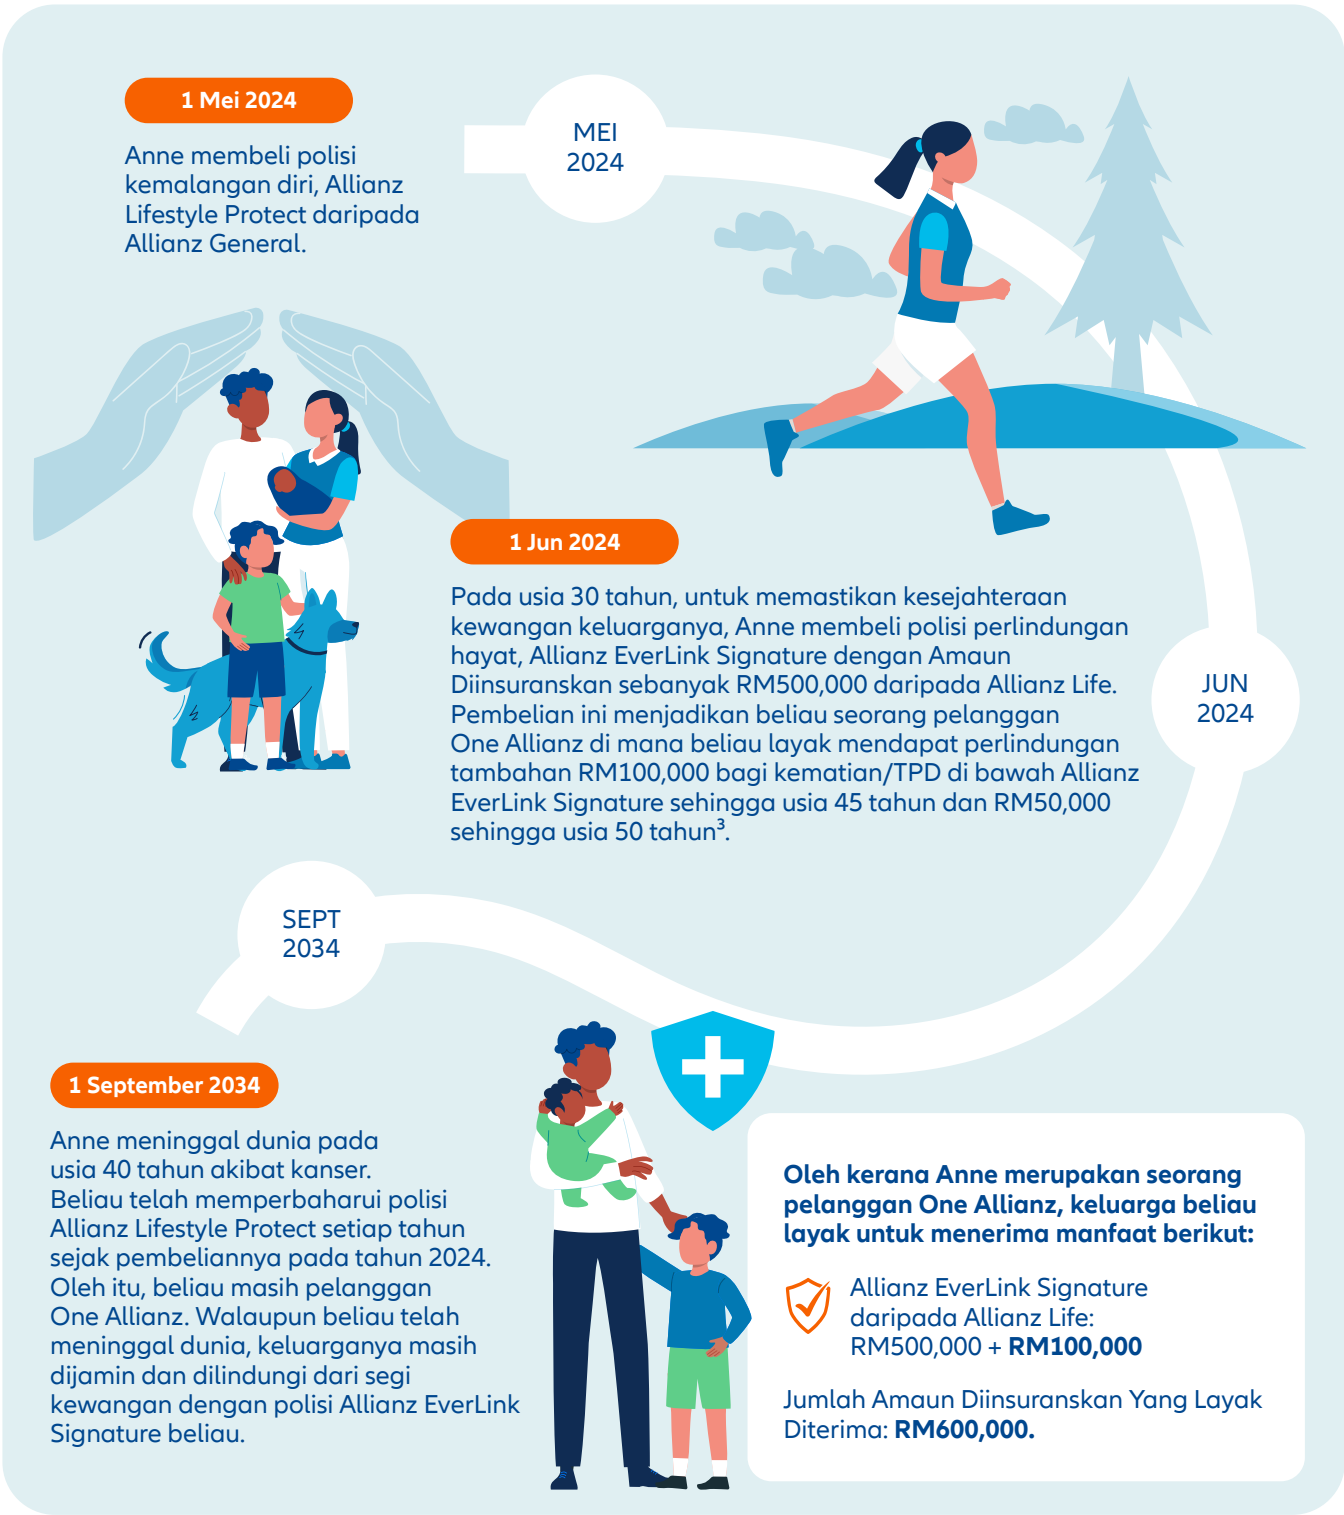 1 Mei 2024
Anne membeli polisi
kemalangan diri, Allianz
Lifestyle Protect daripada
Allianz General.
MEI
2024
1 Jun 2024
Pada usia 30 tahun, untuk memastikan kesejahteraan
kewangan keluarganya, Anne membeli polisi perlindungan
hayat, Allianz EverLink Signature dengan Amaun
Diinsuranskan sebanyak RM500,000 daripada Allianz Life.
Pembelian ini menjadikan beliau seorang pelanggan
One Allianz di mana beliau layak mendapat perlindungan
tambahan RM100,000 bagi kematian/TPD di bawah Allianz
EverLink Signature sehingga usia 45 tahun dan RM50,000
sehingga usia 50 tahun³.
JUN
2024
SEPT
2034
1 September 2034
Anne meninggal dunia pada
usia 40 tahun akibat kanser.
Beliau telah memperbaharui polisi
Allianz Lifestyle Protect setiap tahun
sejak pembeliannya pada tahun 2024.
Oleh itu, beliau masih pelanggan
One Allianz. Walaupun beliau telah
meninggal dunia, keluarganya masih
dijamin dan dilindungi dari segi
kewangan dengan polisi Allianz EverLink
Signature beliau.
Oleh kerana Anne merupakan seorang
pelanggan One Allianz, keluarga beliau
layak untuk menerima manfaat berikut:
Allianz EverLink Signature
daripada Allianz Life:
RM500,000 + RM100,000
Jumlah Amaun Diinsuranskan Yang Layak
Diterima: RM600,000.